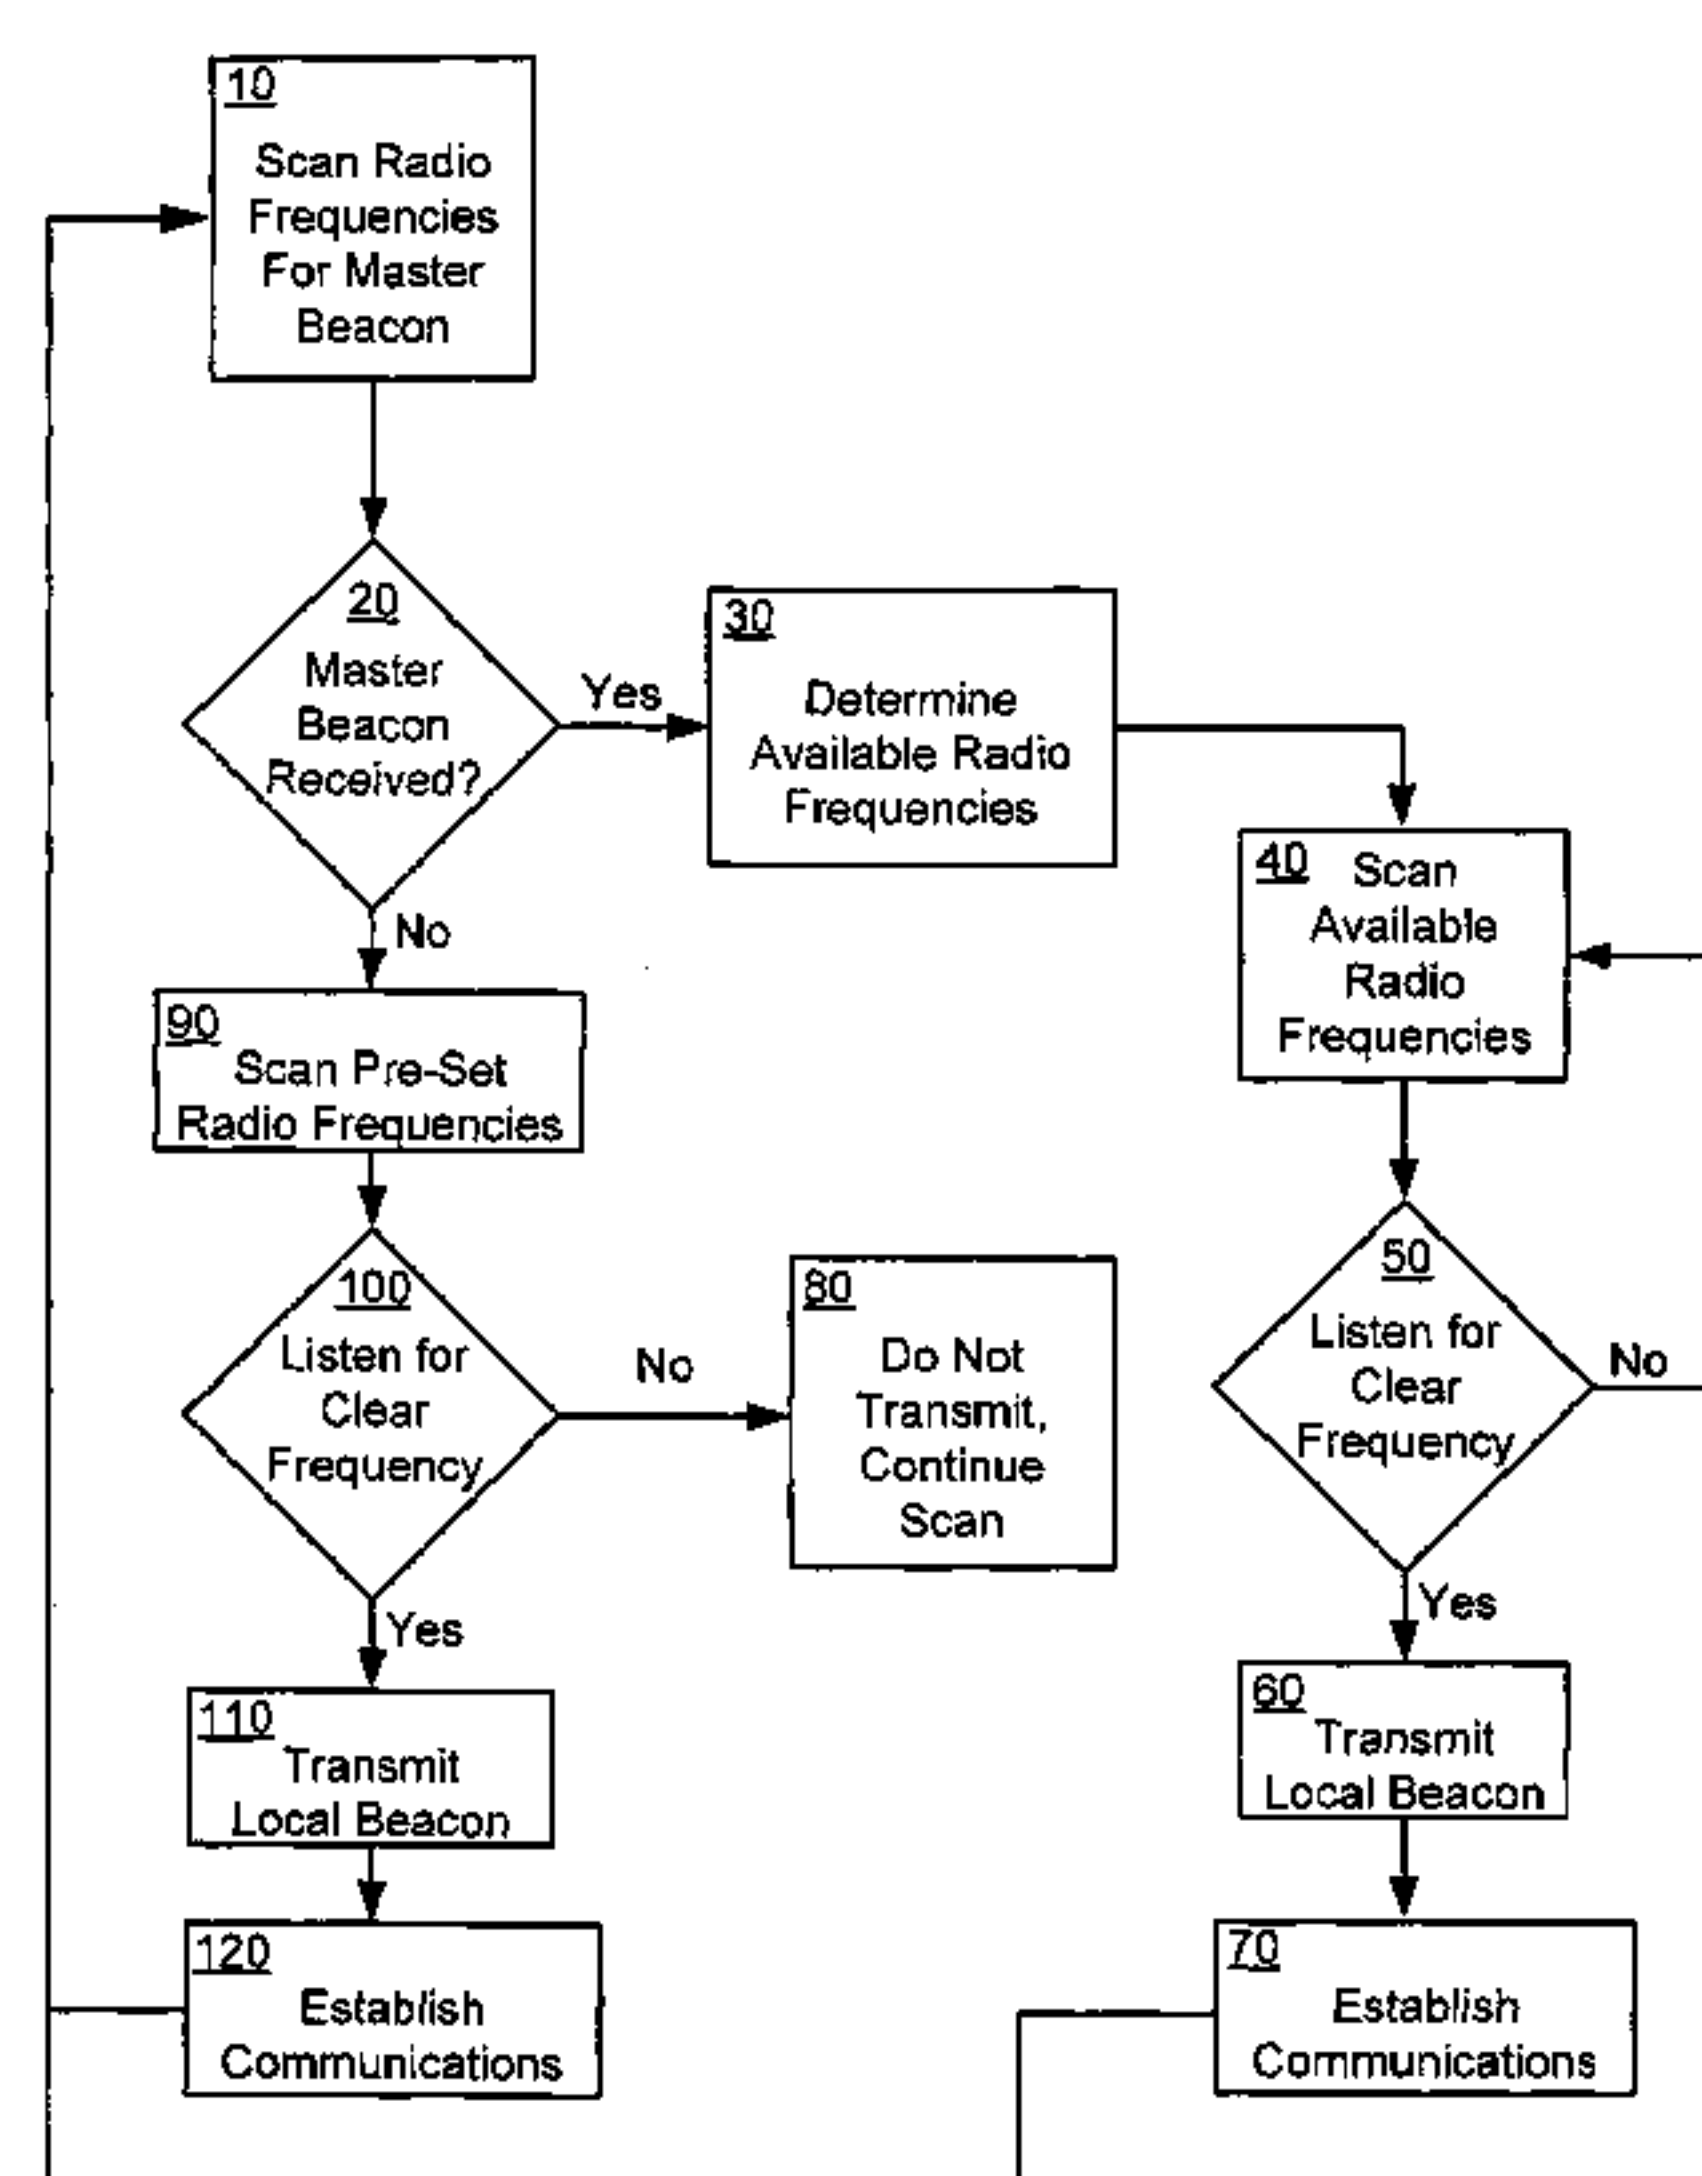 10
Scan Radio
Frequencies
For Master
Beacon
20
Master
Beacon
Received?
Yes
30
Determine
Available Radio
Frequencies
40
Scan
Available
Radio
Frequencies
No
90
Scan Pre-Set
Radio Frequencies
100
Listen for
Clear
Frequency
No
80
Do Not
Transmit,
Continue
Scan
50
Listen for
Clear
Frequency
No
Yes
Yes
110
Transmit
Local Beacon
60
Transmit
Local Beacon
120
Establish
Communications
70
Establish
Communications